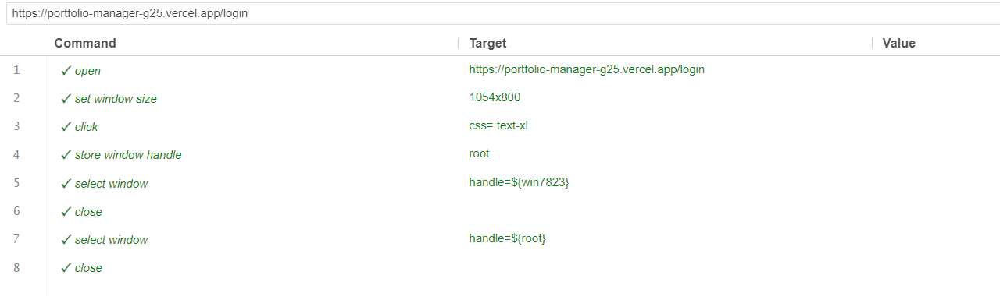 https://portfolio-manager-g25.vercel.app/login
Command Target Value
1 ✓ open https://portfolio-manager-g25.vercel.app/login
2 ✓ set window size 1054x800
3 ✓ click css=.text-xl
4 ✓ store window handle root
5 ✓ select window handle=${win7823}
6 ✓ close
7 ✓ select window handle=${root}
8 ✓ close